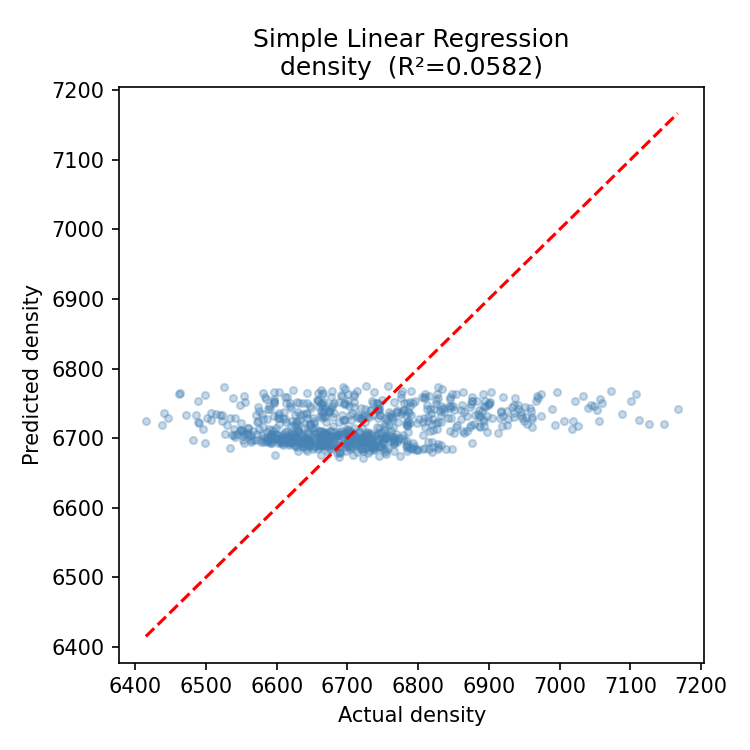 Simple Linear Regression
density  (R²=0.0582)
7200
7100
7000
6900
6800
6700
6600
6500
6400
Predicted density
6400 6500 6600 6700 6800 6900 7000 7100 7200
Actual density